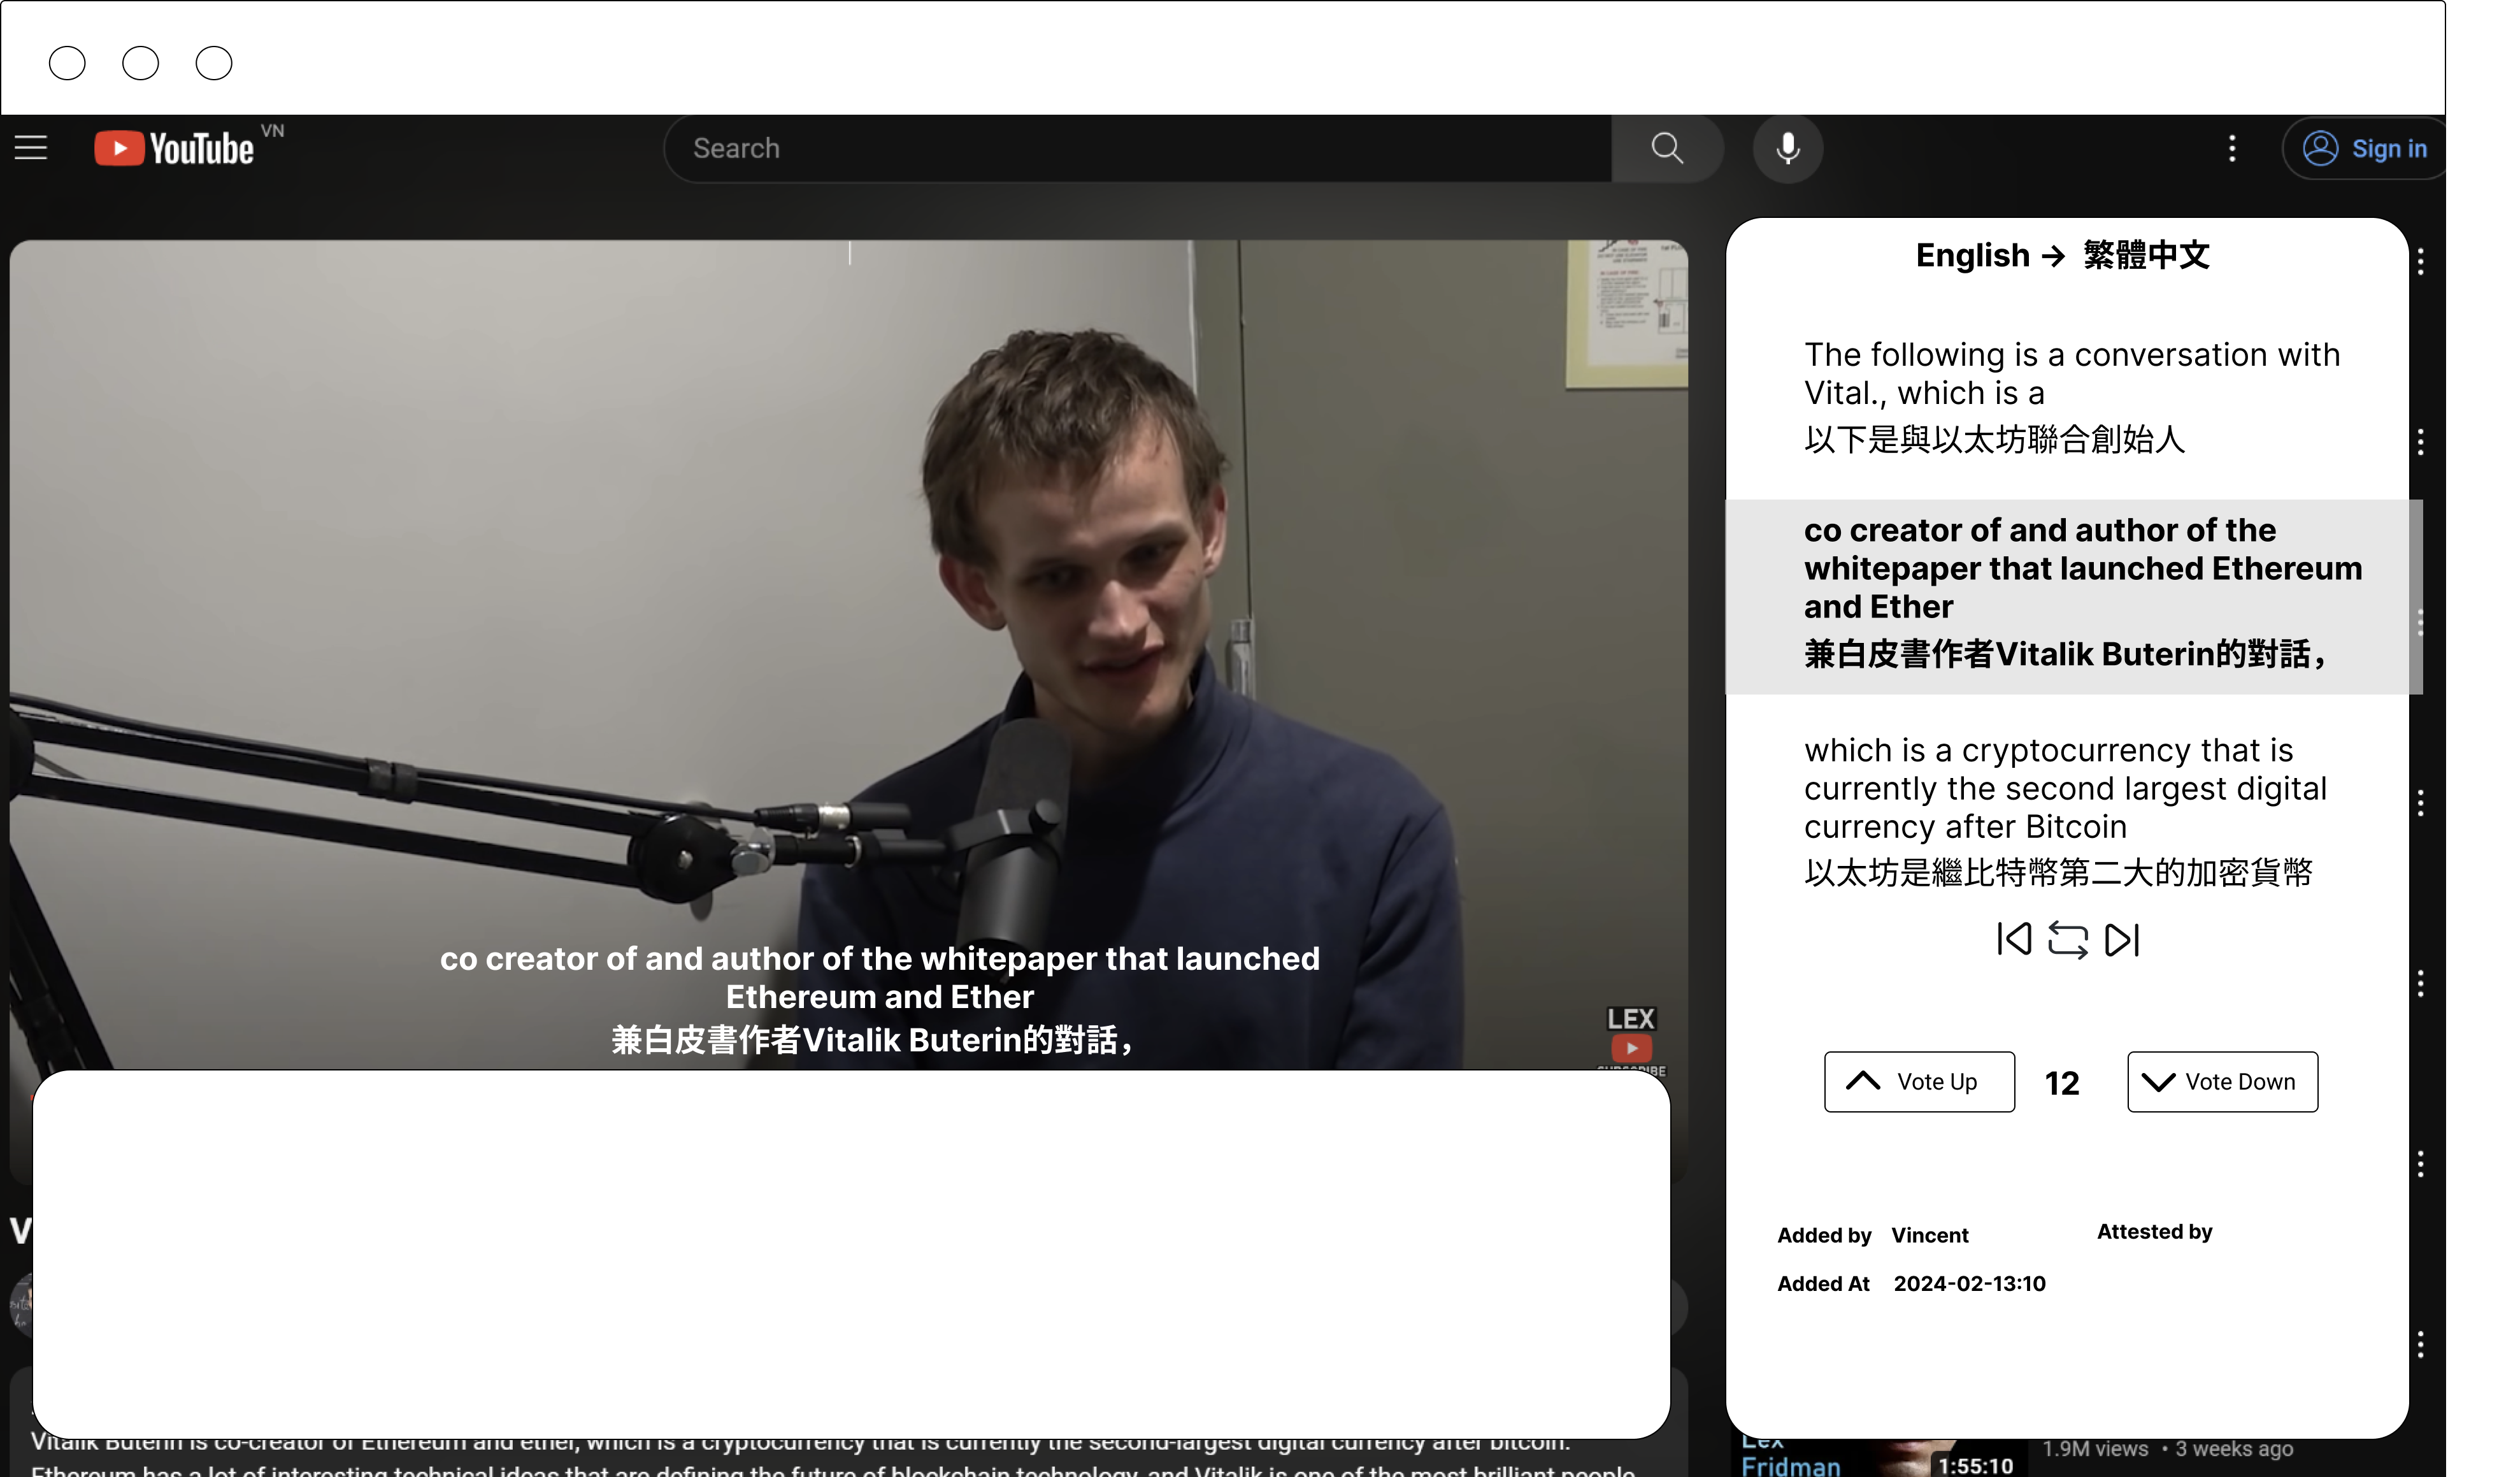 YouTube VN
Search
Sign in
English → 繁體中文
The following is a conversation with
Vital., which is a
以下是與以太坊聯合創始人
co creator of and author of the
whitepaper that launched Ethereum
and Ether
兼白皮書作者Vitalik Buterin的對話，
which is a cryptocurrency that is
currently the second largest digital
currency after Bitcoin
以太坊是繼比特幣第二大的加密貨幣
Vote Up
12
Vote Down
Added by Vincent
Attested by
Added At 2024-02-13:10
co creator of and author of the whitepaper that launched
Ethereum and Ether
兼白皮書作者Vitalik Buterin的對話，
LEX
SUBSCRIBE
V
Vitalik Buterin is co-creator of Ethereum and ether, which is a cryptocurrency that is currently the second-largest digital currency after bitcoin.
Ethereum has a lot of interesting technical ideas that are defining the future of blockchain technology, and Vitalik is one of the most brilliant people
Lex
Fridman
1:55:10
1.9M views • 3 weeks ago